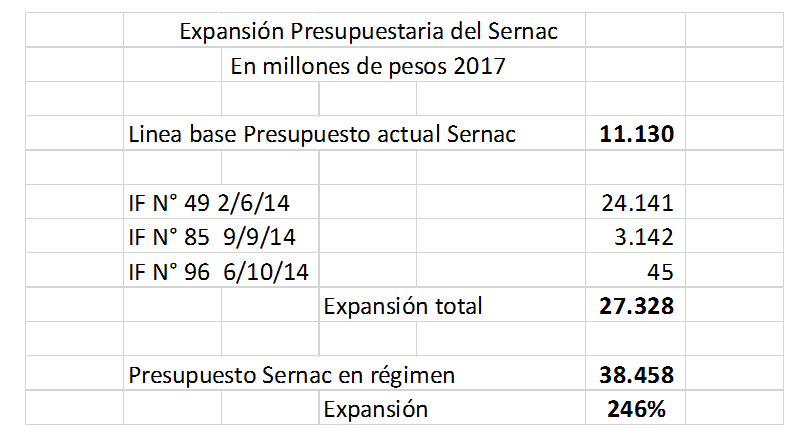 Expansión Presupuestaria del Sernac
En millones de pesos 2017
Linea base Presupuesto actual Sernac 11.130
IF N° 49 2/6/14 24.141
IF N° 85 9/9/14 3.142
IF N° 96 6/10/14 45
Expansión total 27.328
Presupuesto Sernac en régimen 38.458
Expansión 246%